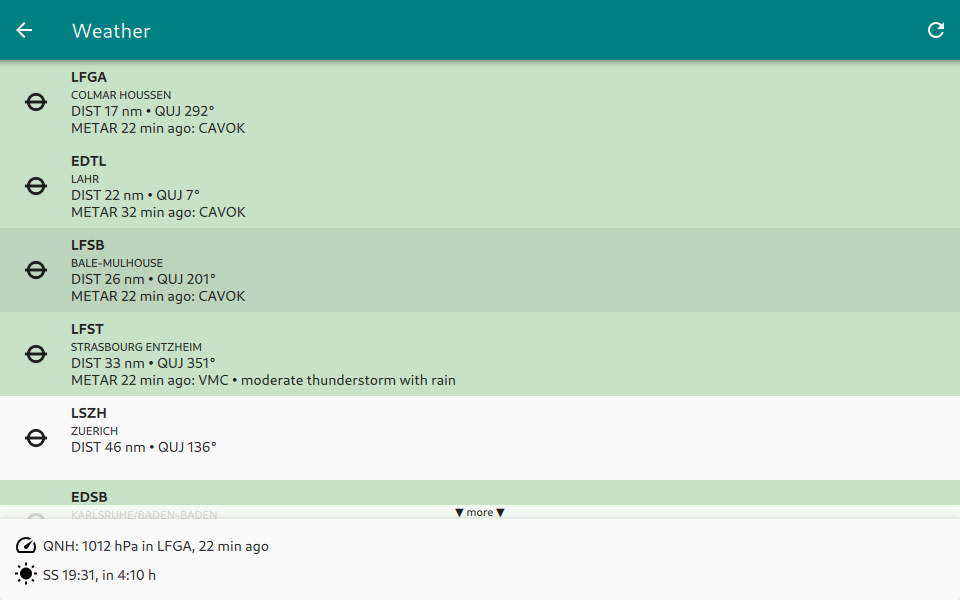 Weather
LFGA
COLMAR HOUSSEN
DIST 17 nm • QUJ 292°
METAR 22 min ago: CAVOK
EDTL
LAHR
DIST 22 nm • QUJ 7°
METAR 32 min ago: CAVOK
LFSB
BALE-MULHOUSE
DIST 26 nm • QUJ 201°
METAR 22 min ago: CAVOK
LFST
STRASBOURG ENTZHEIM
DIST 33 nm • QUJ 351°
METAR 22 min ago: VMC • moderate thunderstorm with rain
LSZH
ZUERICH
DIST 46 nm • QUJ 136°
EDSB
KARLSRUHE/BADEN-BADEN
▼ more ▼
QNH: 1012 hPa in LFGA, 22 min ago
SS 19:31, in 4:10 h